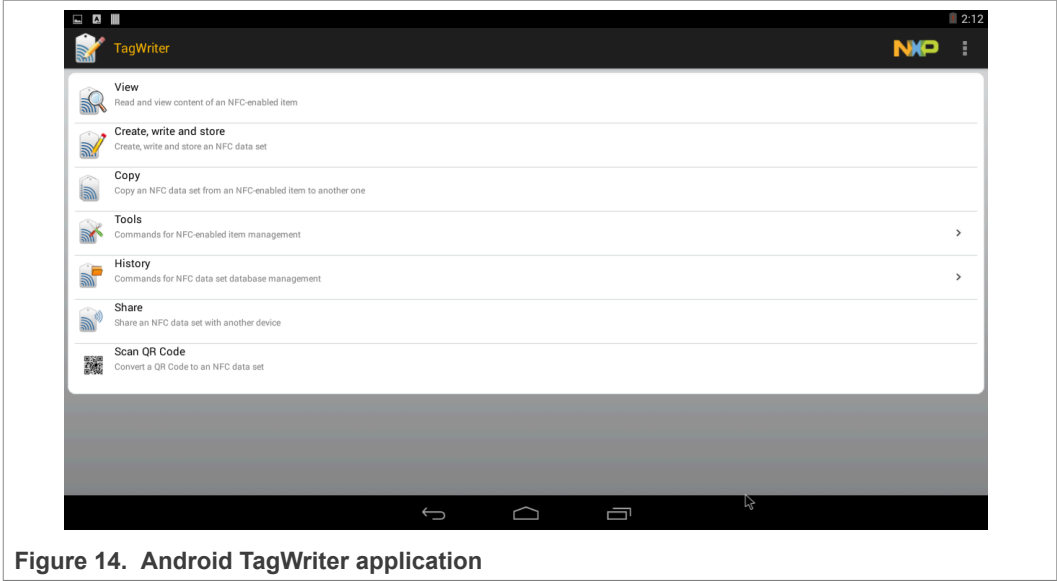 2:12
TagWriter
NXP
View
Read and view content of an NFC-enabled item
Create, write and store
Create, write and store an NFC data set
Copy
Copy an NFC data set from an NFC-enabled item to another one
Tools
Commands for NFC-enabled item management
History
Commands for NFC data set database management
Share
Share an NFC data set with another device
Scan QR Code
Convert a QR Code to an NFC data set
Figure 14. Android TagWriter application